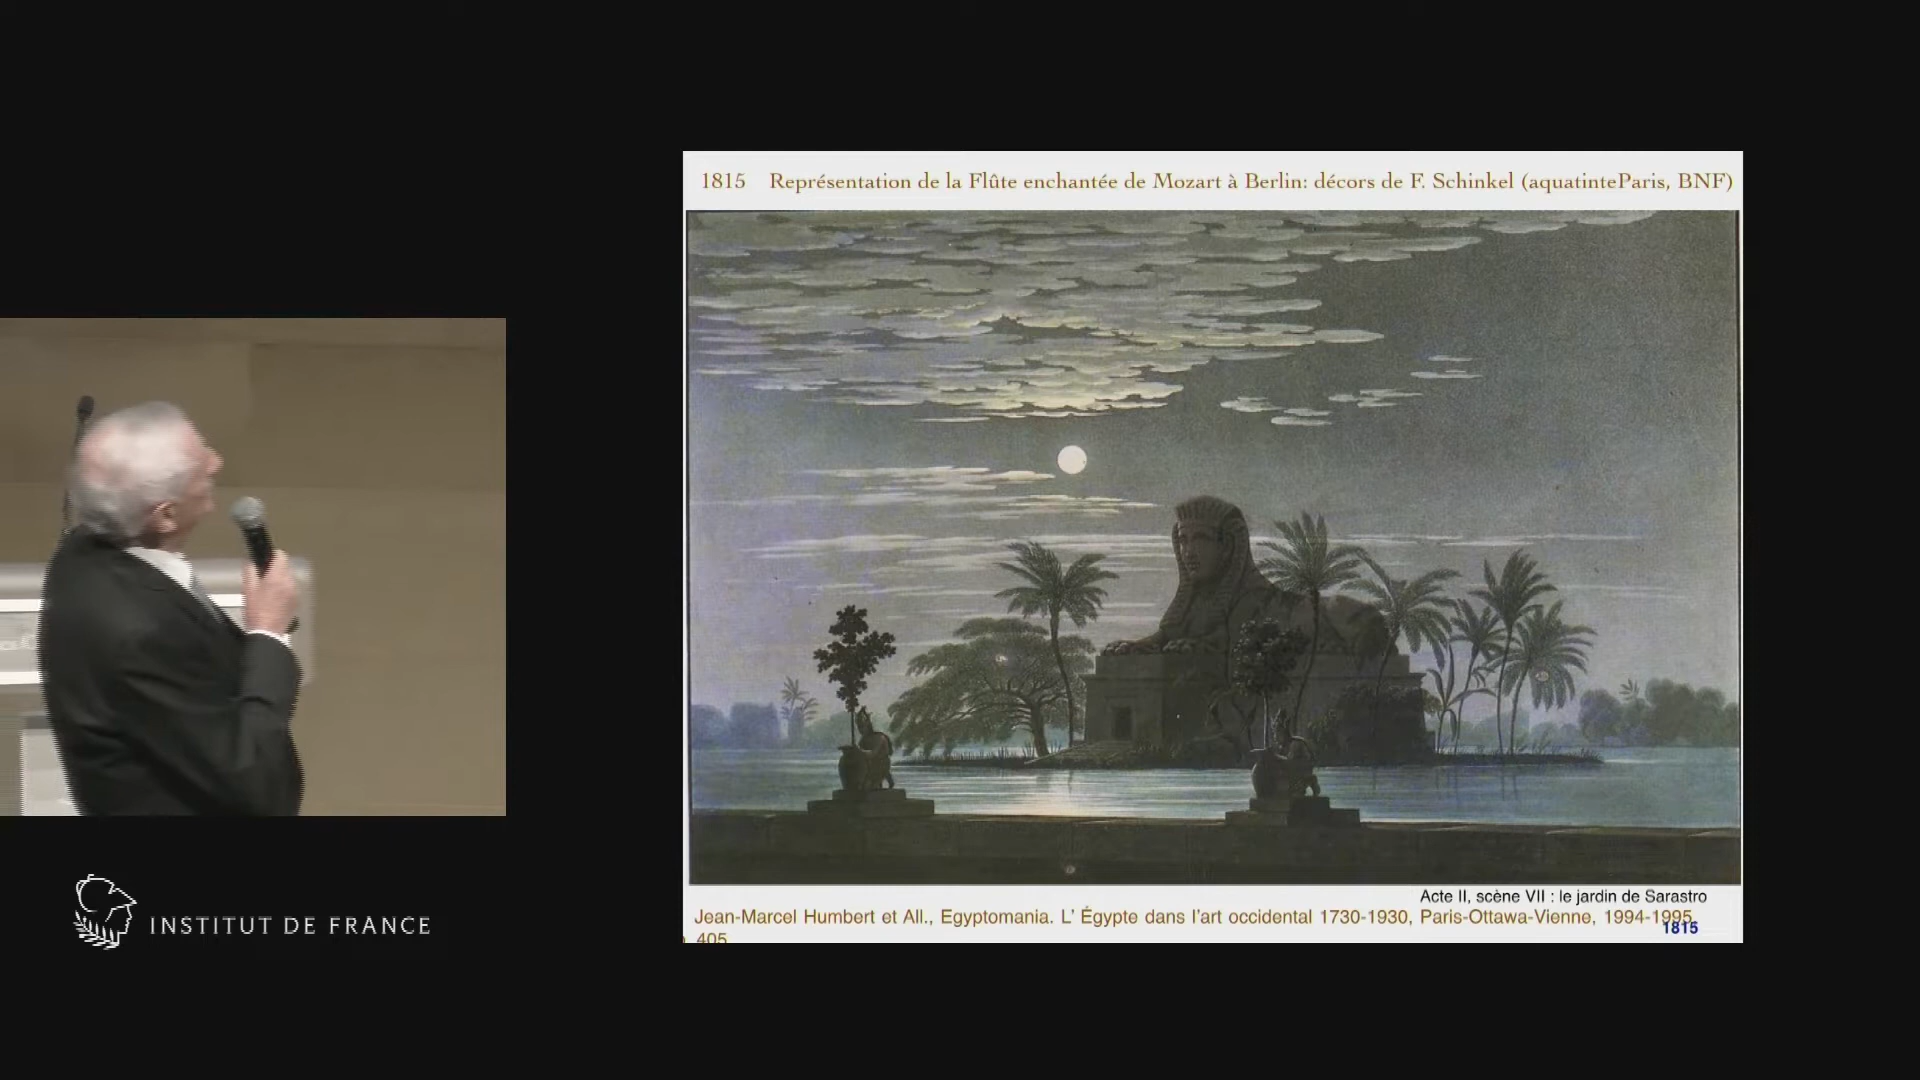 1815 Représentation de la Flûte enchantée de Mozart à Berlin: décors de F. Schinkel (aquatinteParis, BNF)
Acte II, scène VII : le jardin de Sarastro
Jean-Marcel Humbert et All., Egyptomania. L' Égypte dans l'art occidental 1730-1930, Paris-Ottawa-Vienne, 1994-1995,
405
1815
INSTITUT DE FRANCE